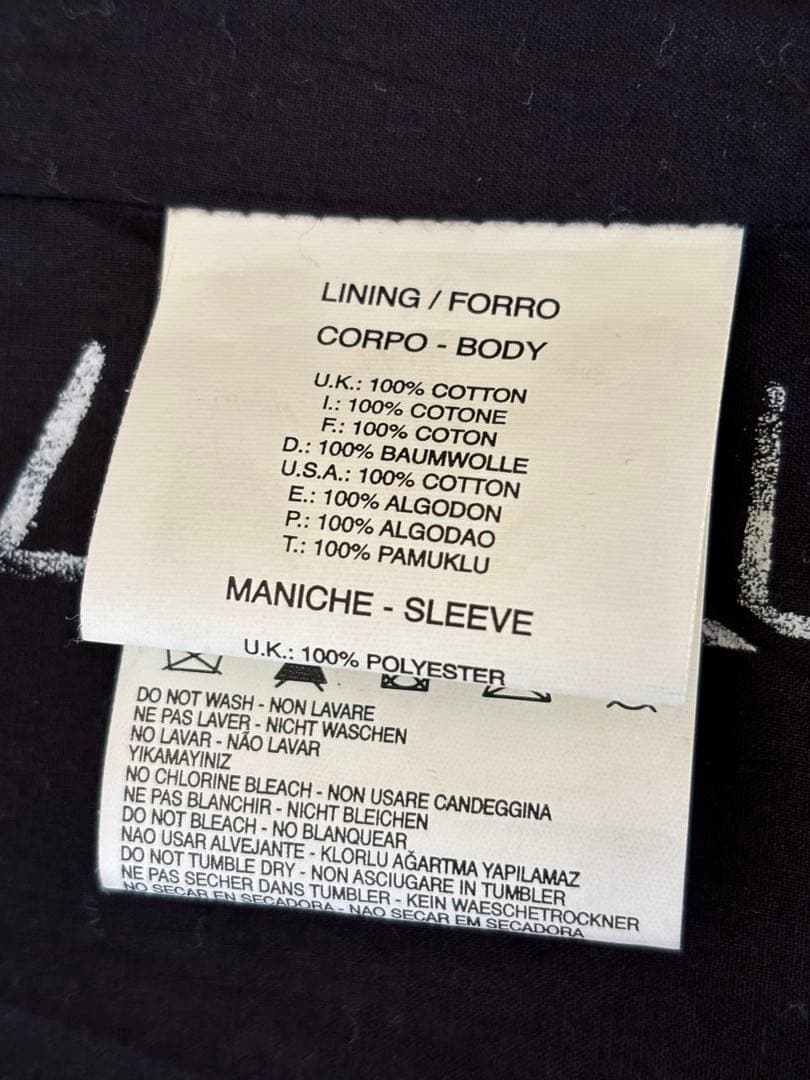 LINING / FORRO
CORPO - BODY
U.K.: 100% COTTON
I.: 100% COTONE
F.: 100% COTON
D.: 100% BAUMWOLLE
U.S.A.: 100% COTTON
E.: 100% ALGODON
P.: 100% ALGODAO
T.: 100% PAMUKLU
MANICHE - SLEEVE
U.K.: 100% POLYESTER
DO NOT WASH - NON LAVARE
NE PAS LAVER - NICHT WASCHEN
NO LAVAR - NÃO LAVAR
YIKAMAYINIZ
NO CHLORINE BLEACH - NON USARE CANDEGGINA
NE PAS BLANCHIR - NICHT BLEICHEN
DO NOT BLEACH - NO BLANQUEAR
NAO USAR ALVEJANTE - KLORLU AĞARTMA YAPILAMAZ
DO NOT TUMBLE DRY - NON ASCIUGARE IN TUMBLER
NE PAS SECHER DANS TUMBLER - KEIN WAESCHETROCKNER
NO SECAR EN SECADORA - NAO SECAR EM SECADORA